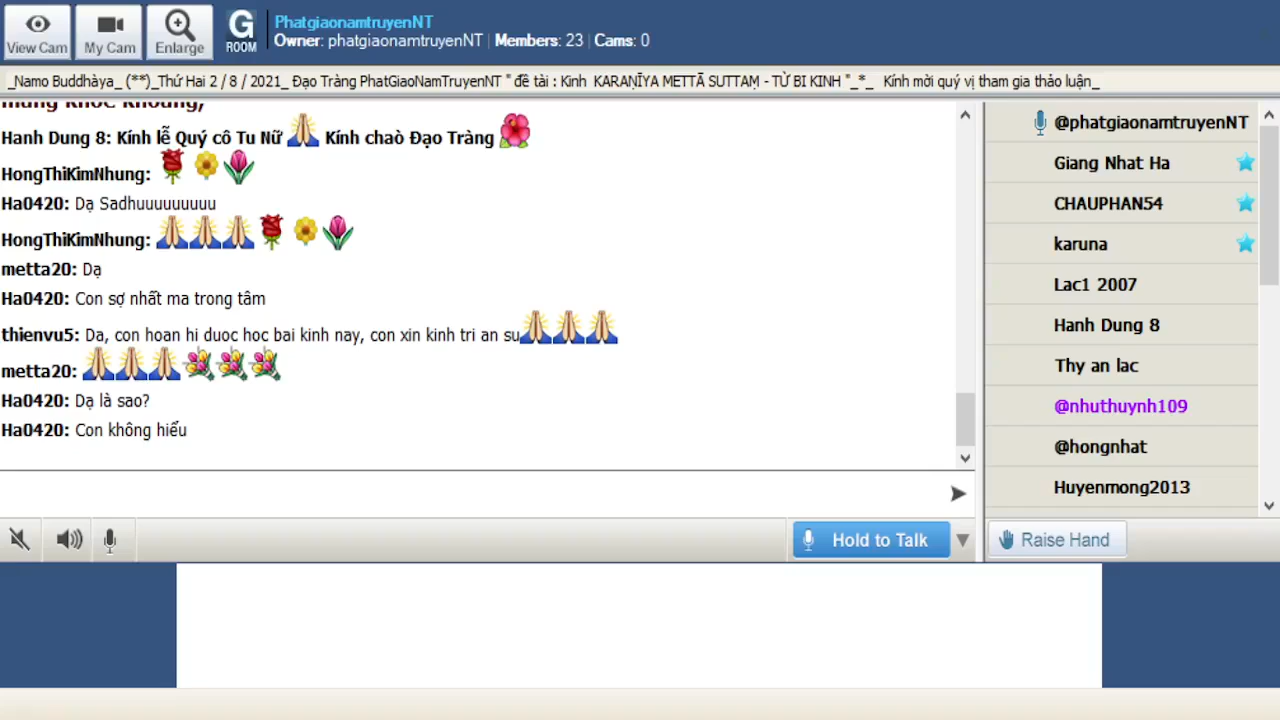 View Cam
My Cam
Enlarge
G
ROOM
PhatgiaonamtruyenNT
Owner: phatgiaonamtruyenNT | Members: 23 | Cams: 0
_Namo Buddhàya_ (**)_Thứ Hai 2 / 8 / 2021_ Đạo Tràng PhatGiaoNamTruyenNT " đề tài : Kinh KARAṆĪYA METTĀ SUTTAṂ - TỪ BI KINH "_*_ Kính mời quý vị tham gia thảo luận_
Hanh Dung 8: Kính lễ Quý cô Tu Nữ Kính chaò Đạo Tràng
HongThiKimNhung:
Ha0420: Dạ Sadhuuuuuuuuu
HongThiKimNhung:
metta20: Dạ
Ha0420: Con sợ nhất ma trong tâm
thienvu5: Da, con hoan hi duoc hoc bai kinh nay, con xin kinh tri an su
metta20:
Ha0420: Dạ là sao?
Ha0420: Con không hiểu
@phatgiaonamtruyenNT
Giang Nhat Ha
CHAUPHAN54
karuna
Lac1 2007
Hanh Dung 8
Thy an lac
@nhuthuynh109
@hongnhat
Huyenmong2013
Hold to Talk
Raise Hand